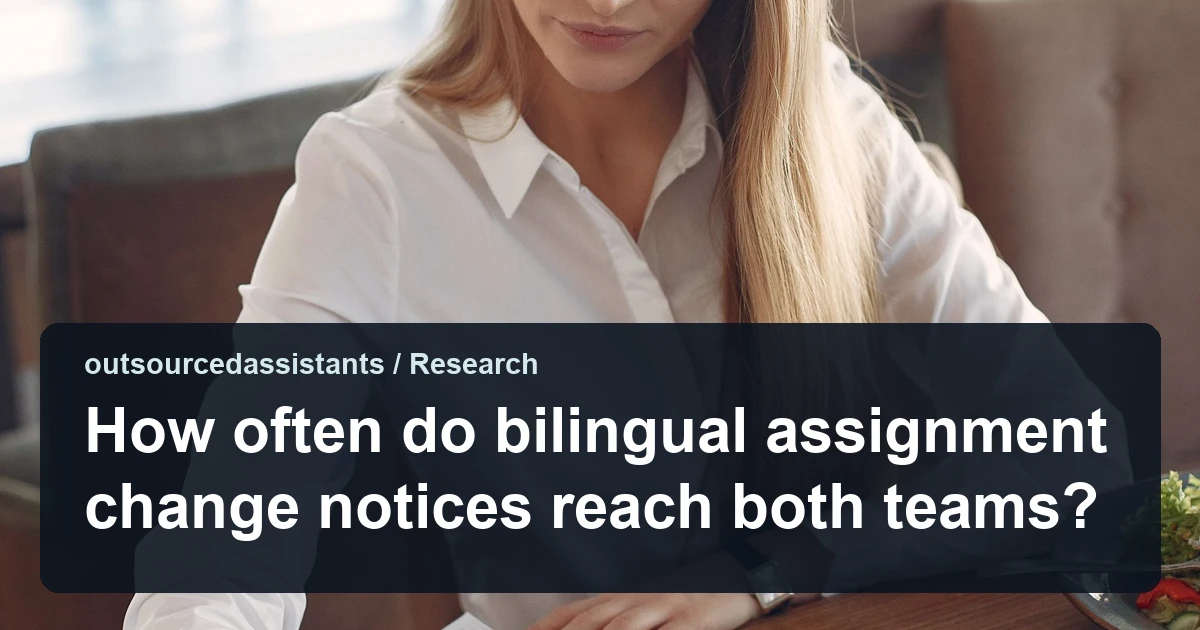 outsourcedassistants / Research
How often do bilingual assignment
change notices reach both teams?